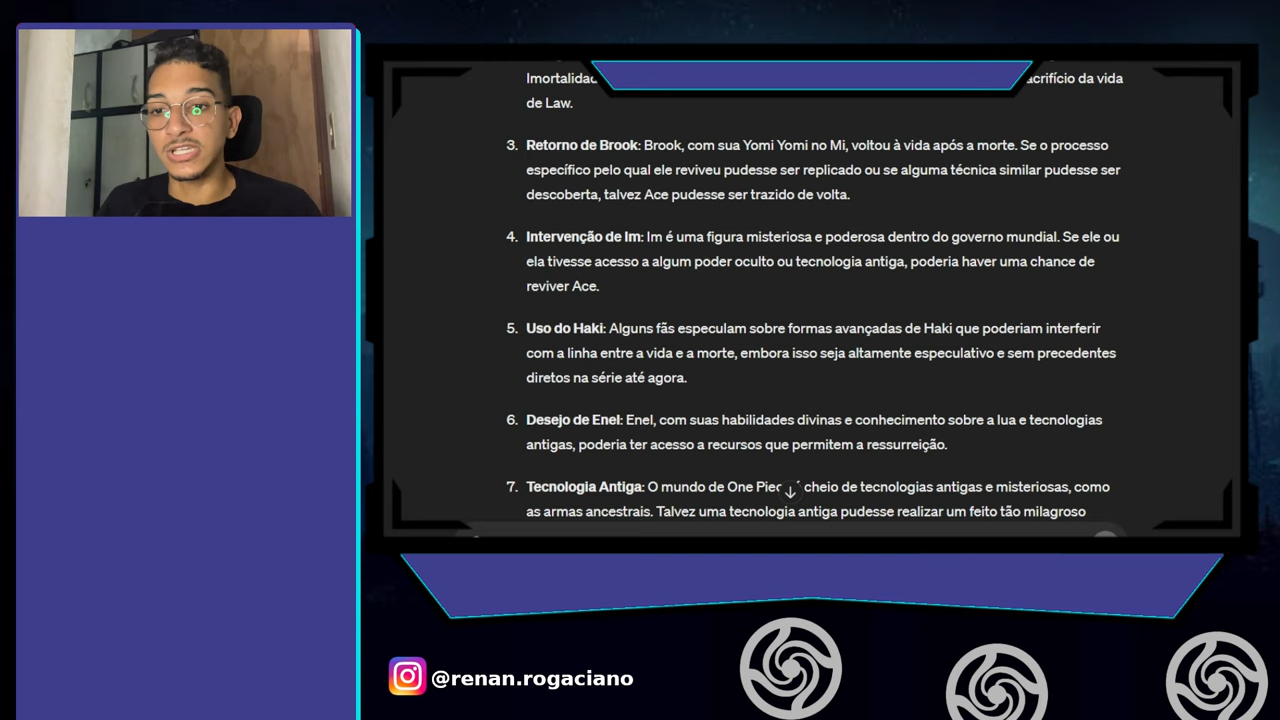 Imortalidad acrifício da vida
de Law.
3. Retorno de Brook: Brook, com sua Yomi Yomi no Mi, voltou à vida após a morte. Se o processo
específico pelo qual ele reviveu pudesse ser replicado ou se alguma técnica similar pudesse ser
descoberta, talvez Ace pudesse ser trazido de volta.
4. Intervenção de Im: Im é uma figura misteriosa e poderosa dentro do governo mundial. Se ele ou
ela tivesse acesso a algum poder oculto ou tecnologia antiga, poderia haver uma chance de
reviver Ace.
5. Uso do Haki: Alguns fãs especulam sobre formas avançadas de Haki que poderiam interferir
com a linha entre a vida e a morte, embora isso seja altamente especulativo e sem precedentes
diretos na série até agora.
6. Desejo de Enel: Enel, com suas habilidades divinas e conhecimento sobre a lua e tecnologias
antigas, poderia ter acesso a recursos que permitem a ressurreição.
7. Tecnologia Antiga: O mundo de One Piec cheio de tecnologias antigas e misteriosas, como
as armas ancestrais. Talvez uma tecnologia antiga pudesse realizar um feito tão milagroso
@renan.rogaciano